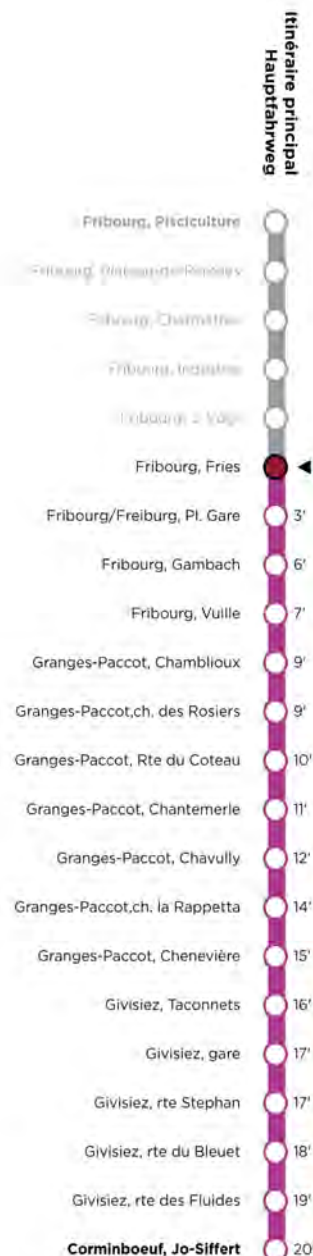 Itinéraire principal
Hauptfahrweg
Fribourg, Pisciculture
Fribourg,
Fribourg, Charmettes
Fribourg, Industrie
Fribourg,
Fribourg, Fries
Fribourg/Freiburg, Pl. Gare 3'
Fribourg, Gambach 6'
Fribourg, Vuille 7'
Granges-Paccot, Chamblioux 9'
Granges-Paccot,ch. des Rosiers 9'
Granges-Paccot, Rte du Coteau 10'
Granges-Paccot, Chantemerle 11'
Granges-Paccot, Chavully 12'
Granges-Paccot,ch. la Rappetta 14'
Granges-Paccot, Chenevière 15'
Givisiez, Taconnets 16'
Givisiez, gare 17'
Givisiez, rte Stephan 17'
Givisiez, rte du Bleuet 18'
Givisiez, rte des Fluides 19'
Corminboeuf, Jo-Siffert 20'